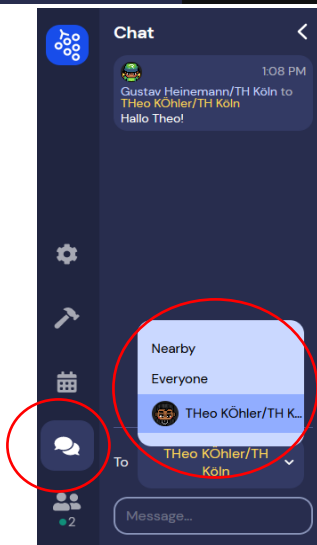 Chat
1:08 PM
Gustav Heinemann/TH Köln to
THeo KÖhler/TH Köln
Hallo Theo!
Nearby
Everyone
THeo KÖhler/TH K...
To
THeo KÖhler/TH
Köln
2
Message...